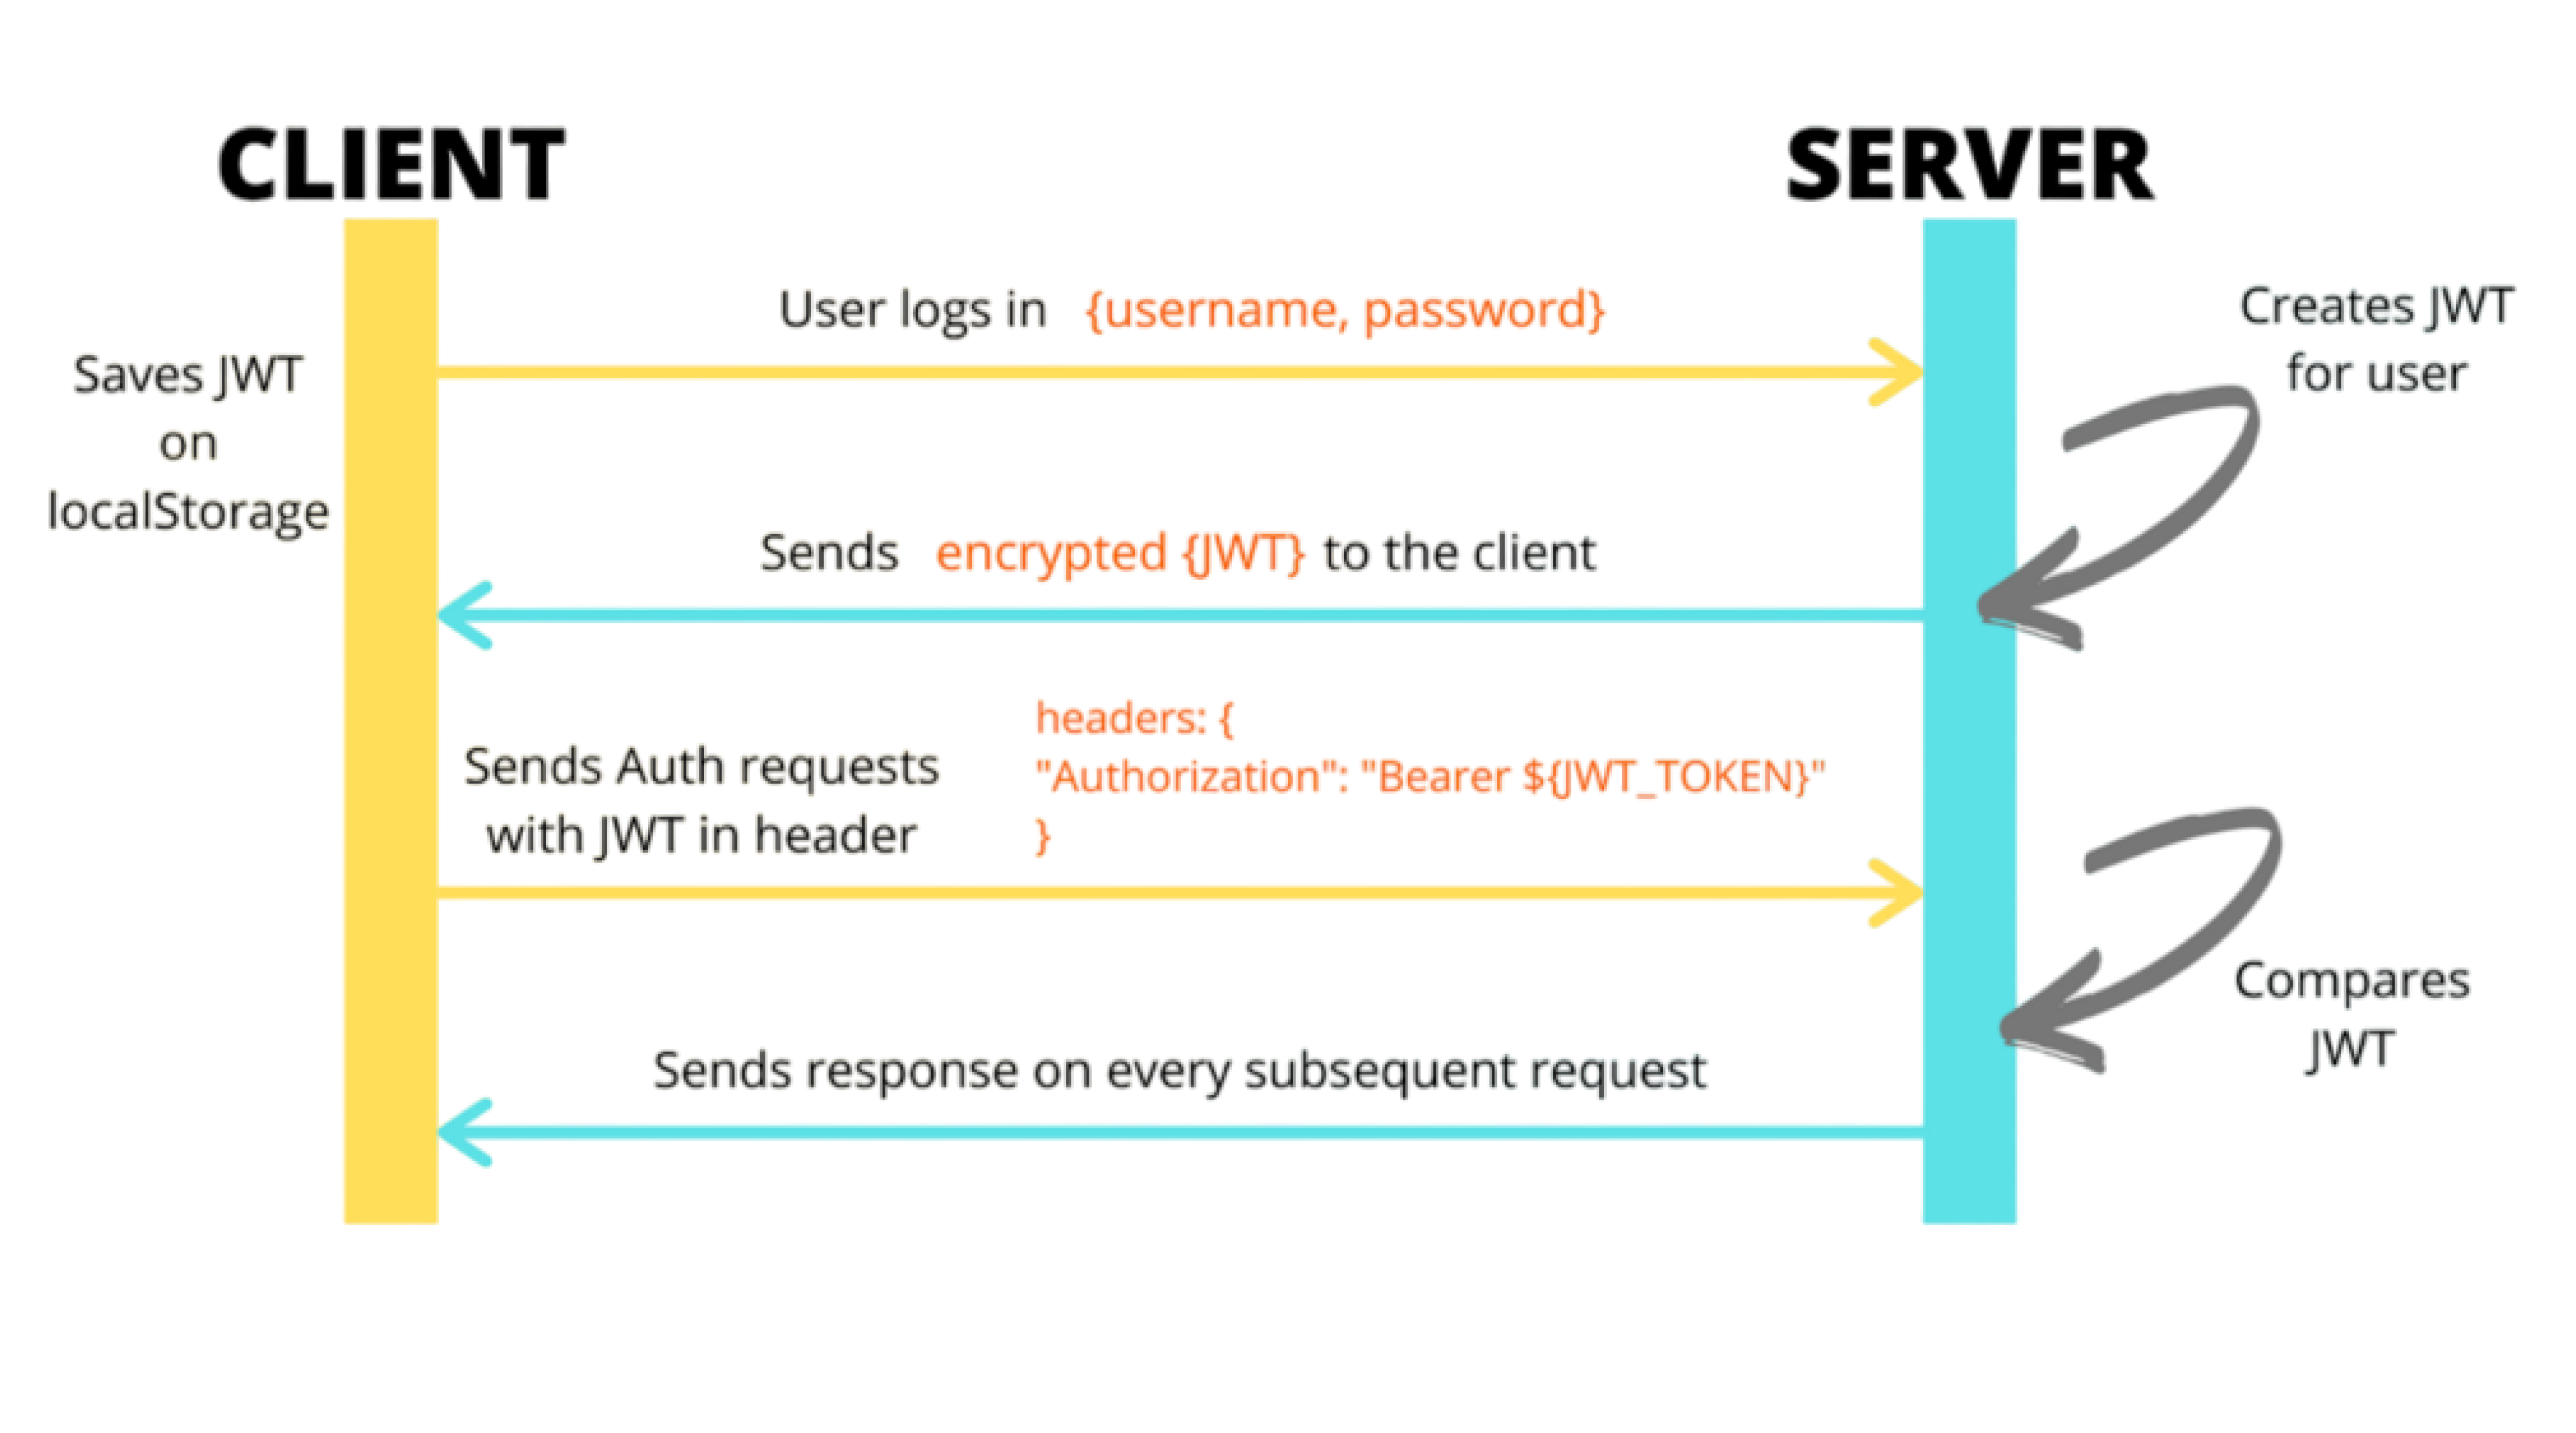 CLIENT
SERVER
User logs in {username, password}
Creates JWT
for user
Saves JWT
on
localStorage
Sends encrypted {JWT} to the client
Sends Auth requests
with JWT in header
headers: {
"Authorization": "Bearer ${JWT_TOKEN}"
}
Compares
JWT
Sends response on every subsequent request